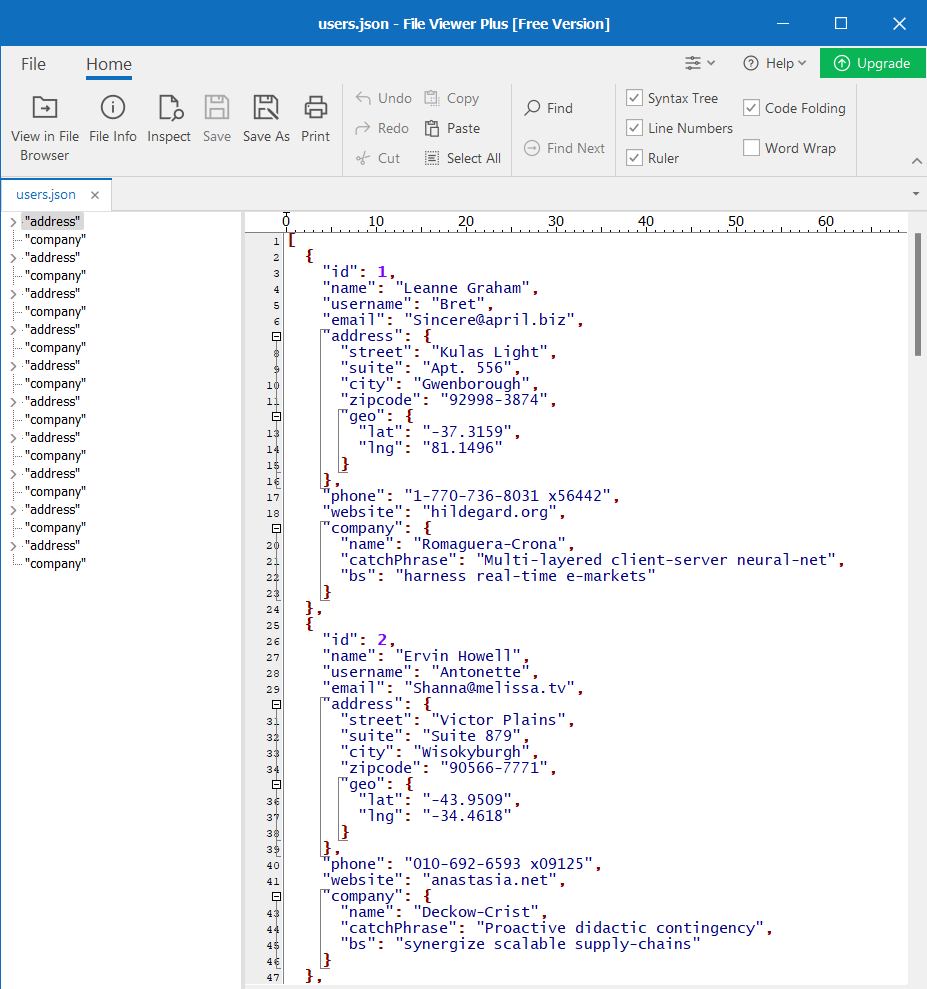 users.json - File Viewer Plus [Free Version]
File Home Help Upgrade
View in File Browser
File Info
Inspect
Save
Save As
Print
Undo
Redo
Cut
Copy
Paste
Select All
Find
Find Next
Syntax Tree
Line Numbers
Ruler
Code Folding
Word Wrap
users.json
"address"
"company"
"address"
"company"
"address"
"company"
"address"
"company"
"address"
"company"
"address"
"company"
"address"
"company"
"address"
"company"
"address"
"company"
"address"
"company"
0 10 20 30 40 50 60
1 [
2 {
3 "id": 1,
4 "name": "Leanne Graham",
5 "username": "Bret",
6 "email": "Sincere@april.biz",
"address": {
8 "street": "Kulas Light",
9 "suite": "Apt. 556",
10 "city": "Gwenborough",
11 "zipcode": "92998-3874",
"geo": {
13 "lat": "-37.3159",
14 "lng": "81.1496"
15 }
16 },
17 "phone": "1-770-736-8031 x56442",
18 "website": "hildegard.org",
"company": {
20 "name": "Romaguera-Crona",
21 "catchPhrase": "Multi-layered client-server neural-net",
22 "bs": "harness real-time e-markets"
23 }
24 },
25 {
26 "id": 2,
27 "name": "Ervin Howell",
28 "username": "Antonette",
29 "email": "Shanna@melissa.tv",
"address": {
31 "street": "Victor Plains",
32 "suite": "Suite 879",
33 "city": "Wisokyburgh",
34 "zipcode": "90566-7771",
"geo": {
36 "lat": "-43.9509",
37 "lng": "-34.4618"
38 }
39 },
40 "phone": "010-692-6593 x09125",
41 "website": "anastasia.net",
"company": {
43 "name": "Deckow-Crist",
44 "catchPhrase": "Proactive didactic contingency",
45 "bs": "synergize scalable supply-chains"
46 }
47 },